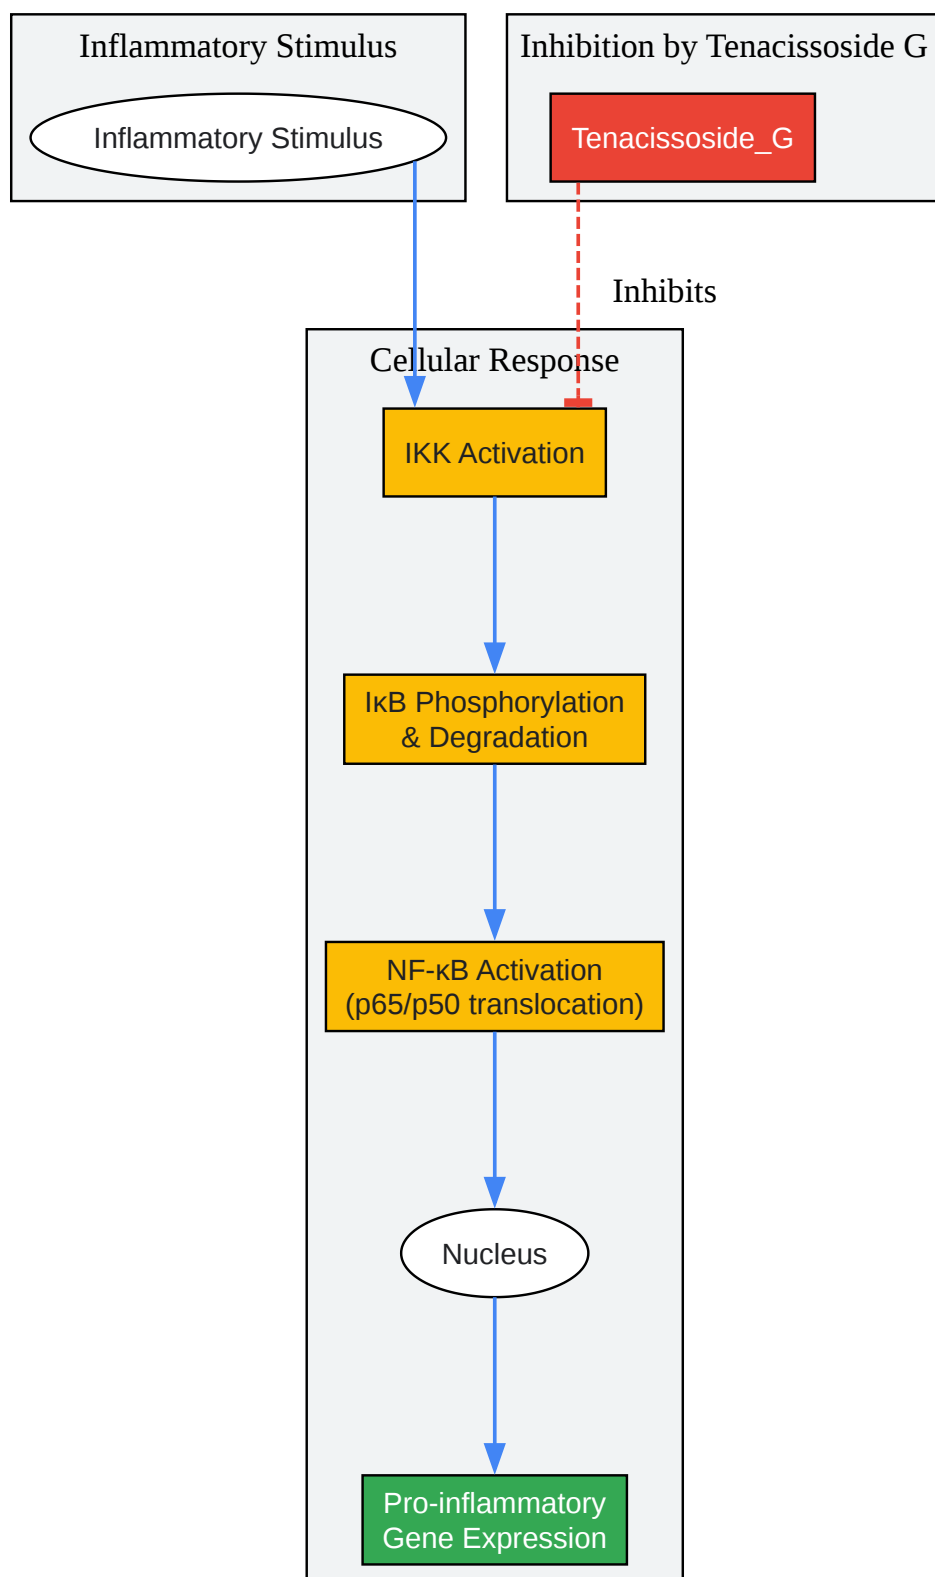 Inflammatory Stimulus
Inhibition by Tenacissoside G
Inflammatory Stimulus
Tenacissoside_G
Inhibits
Cellular Response
IKK Activation
IκB Phosphorylation
& Degradation
NF-κB Activation
(p65/p50 translocation)
Nucleus
Pro-inflammatory
Gene Expression